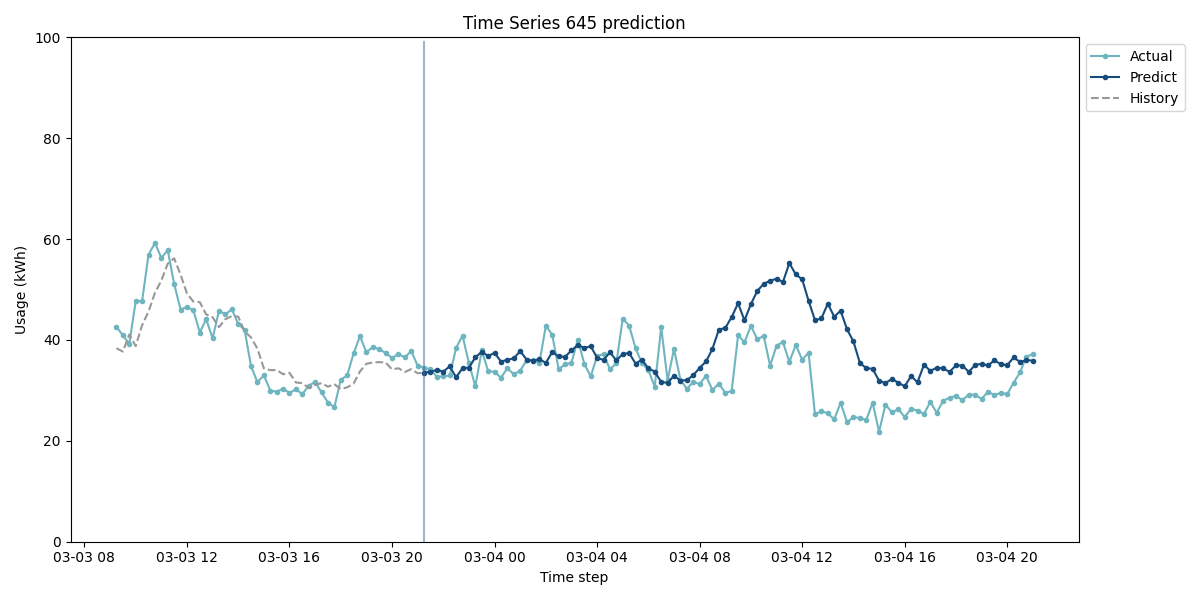 Time Series 645 prediction
Usage (kWh)
100
80
60
40
20
0
03-03 08
03-03 12
03-03 16
03-03 20
03-04 00
03-04 04
03-04 08
03-04 12
03-04 16
03-04 20
Time step
Actual
Predict
History